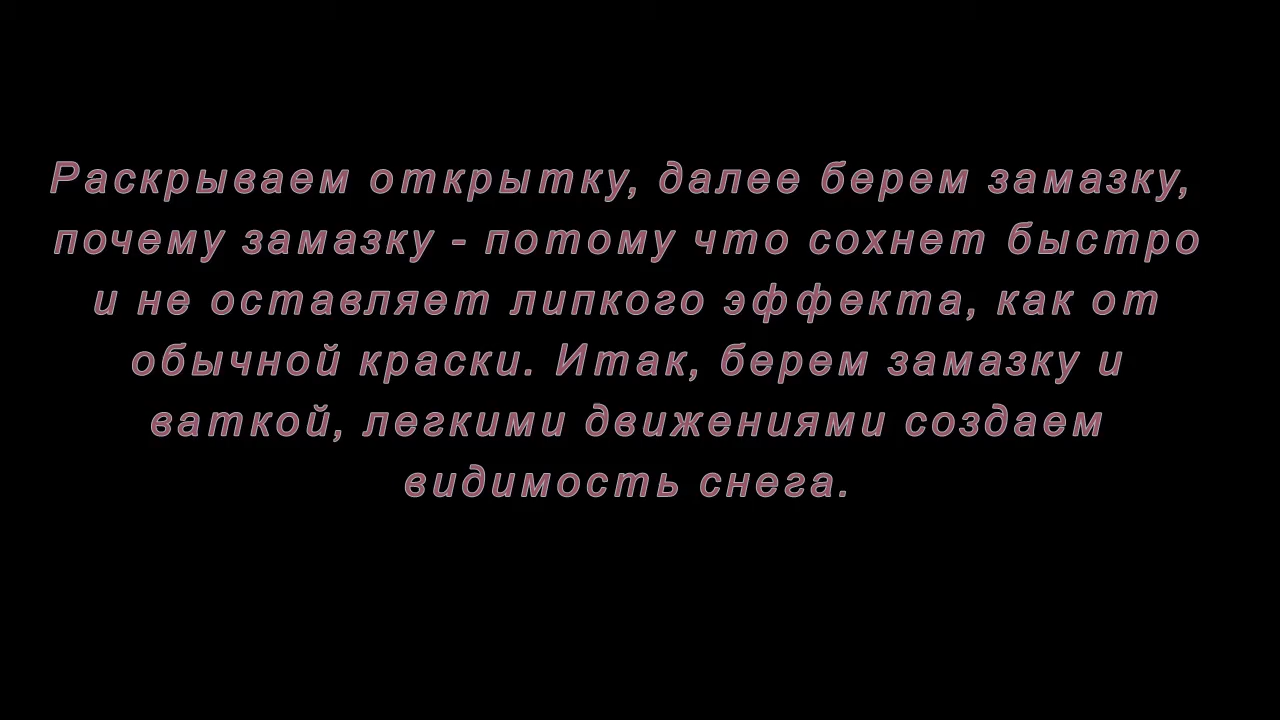 Раскрываем открытку, далее берем замазку,
почему замазку - потому что сохнет быстро
и не оставляет липкого эффекта, как от
обычной краски. Итак, берем замазку и
ваткой, легкими движениями создаем
видимость снега.